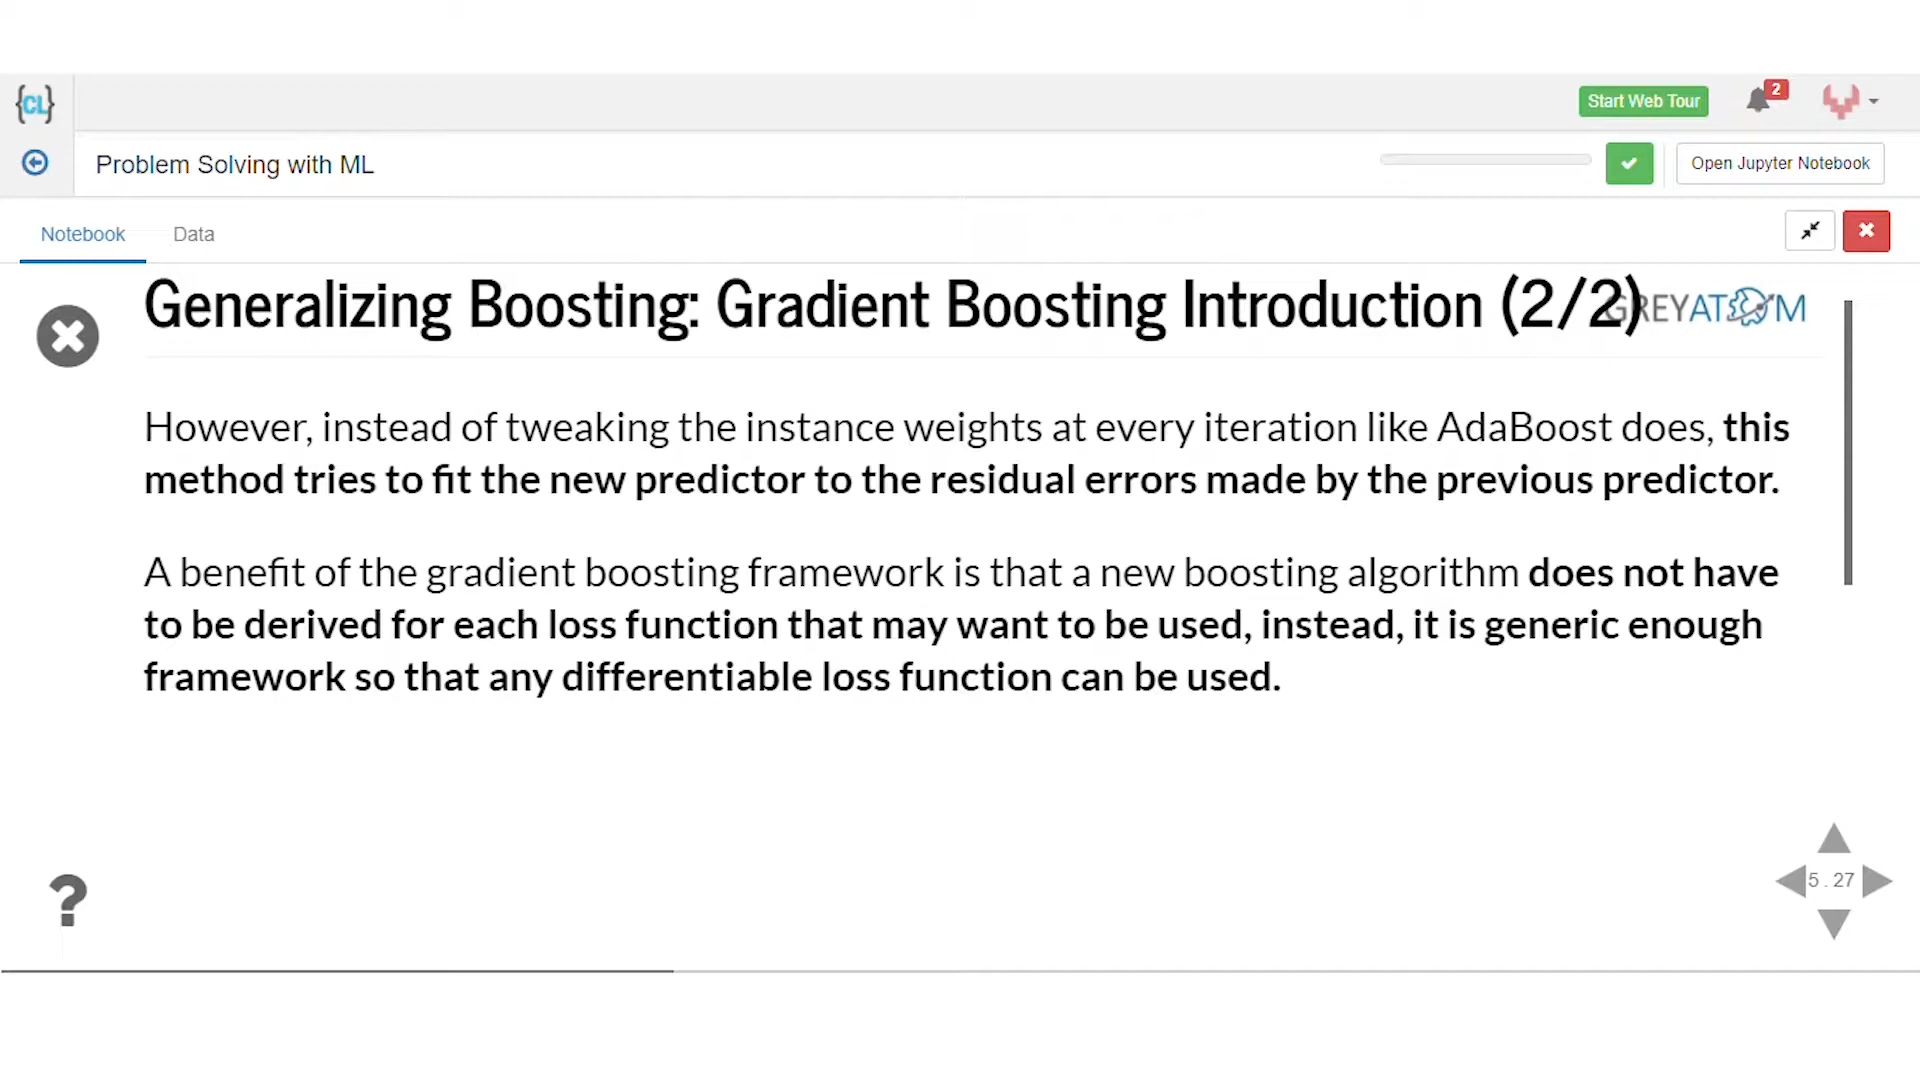 {CL}
Start Web Tour
2
Problem Solving with ML
Open Jupyter Notebook
Notebook
Data
Generalizing Boosting: Gradient Boosting Introduction (2/2)
GREYATOM
However, instead of tweaking the instance weights at every iteration like AdaBoost does, this
method tries to fit the new predictor to the residual errors made by the previous predictor.
A benefit of the gradient boosting framework is that a new boosting algorithm does not have
to be derived for each loss function that may want to be used, instead, it is generic enough
framework so that any differentiable loss function can be used.
?
5 . 27